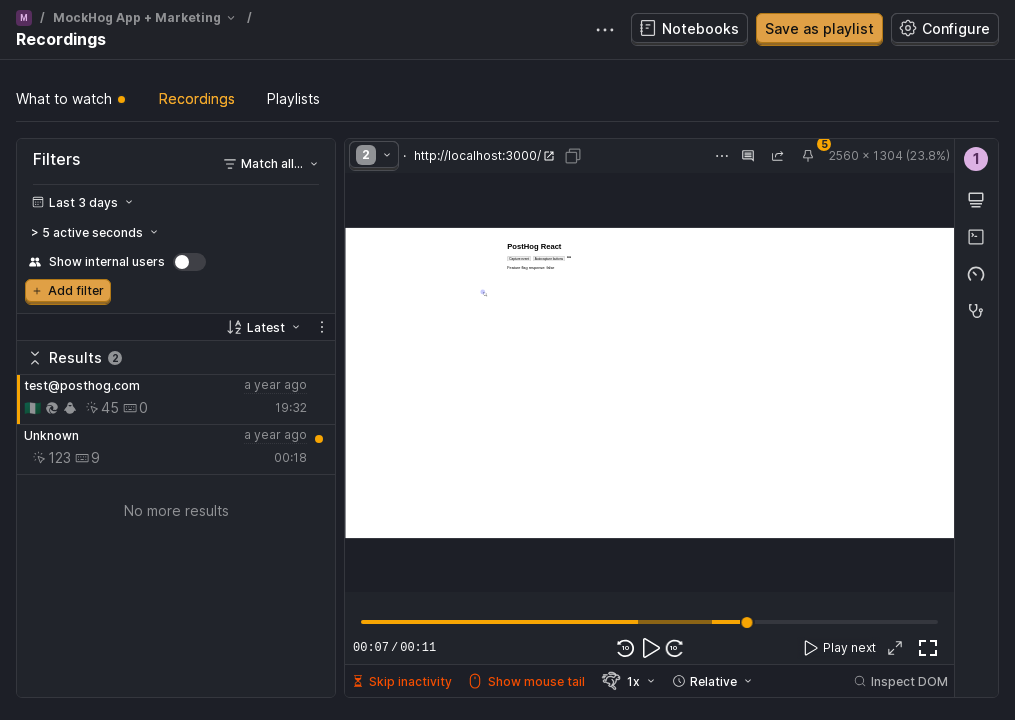 M / MockHog App + Marketing /
Recordings
Notebooks
Save as playlist
Configure
What to watch
Recordings
Playlists
Filters
Match all...
Last 3 days
> 5 active seconds
Show internal users
+ Add filter
Latest
Results 2
test@posthog.com a year ago
45 0 19:32
Unknown a year ago
123 9 00:18
No more results
2 · http://localhost:3000/
5
2560 × 1304 (23.8%)
1
PostHog React
Capture event Autocapture buttons
Feature flag response: false
00:07 / 00:11
10 10
Play next
Skip inactivity
Show mouse tail
1x
Relative
Inspect DOM